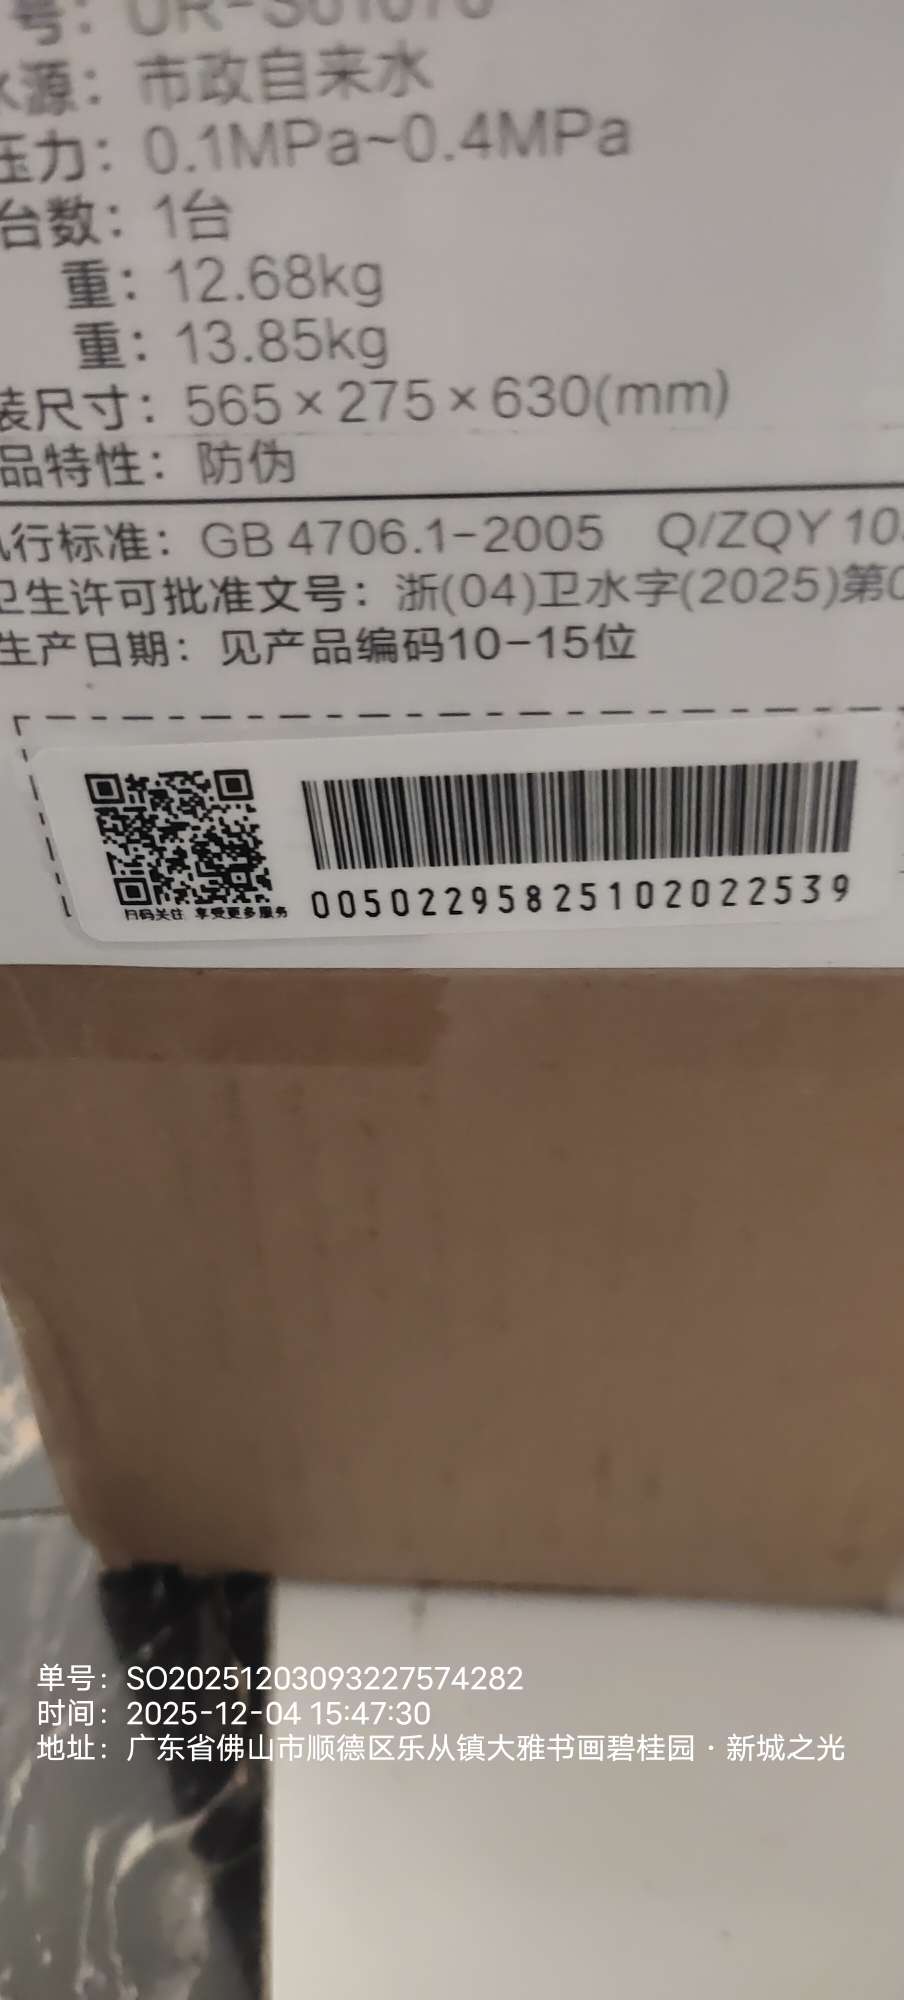 号：UR-S01070
水源：市政自来水
压力：0.1MPa~0.4MPa
台数：1台
重：12.68kg
重：13.85kg
装尺寸：565×275×630(mm)
品特性：防伪
执行标准：GB 4706.1-2005 Q/ZQY 10
卫生许可批准文号：浙(04)卫水字(2025)第0
生产日期：见产品编码10-15位
扫码关注 享受更多服务
00502295825102022539
单号：SO20251203093227574282
时间：2025-12-04 15:47:30
地址：广东省佛山市顺德区乐从镇大雅书画碧桂园·新城之光